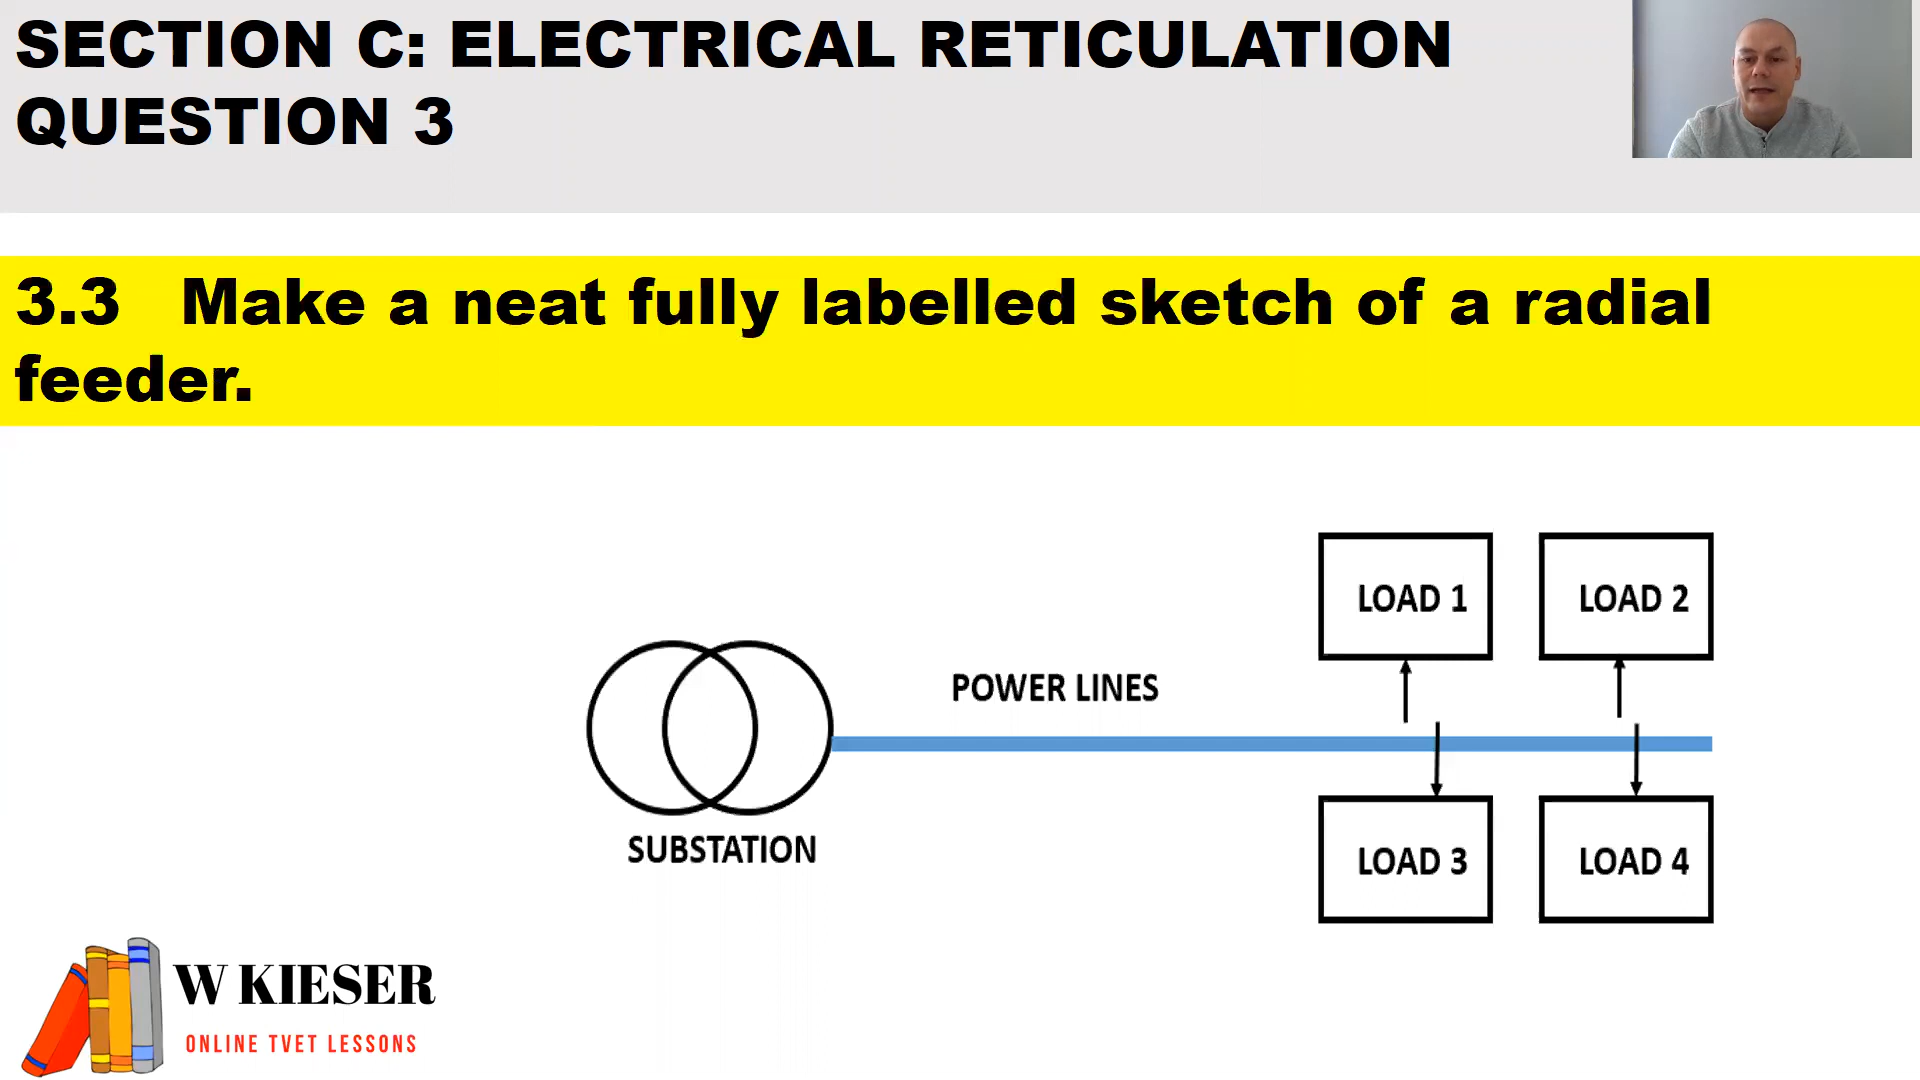 SECTION C: ELECTRICAL RETICULATION
QUESTION 3
3.3 Make a neat fully labelled sketch of a radial
feeder.
LOAD 1
LOAD 2
POWER LINES
SUBSTATION
LOAD 3
LOAD 4
W KIESER
ONLINE TVET LESSONS